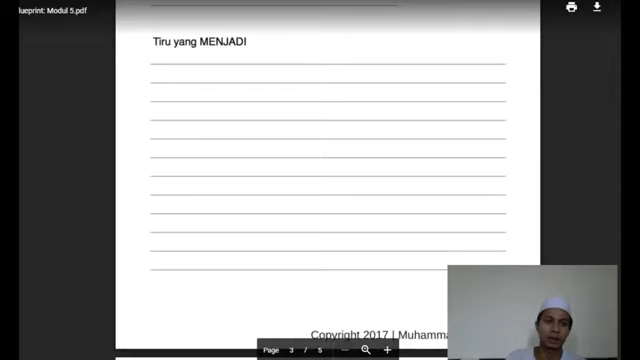 lueprint: Modul 5.pdf
Tiru yang MENJADI
Copyright 2017 | Muhamma
Page 3 / 5